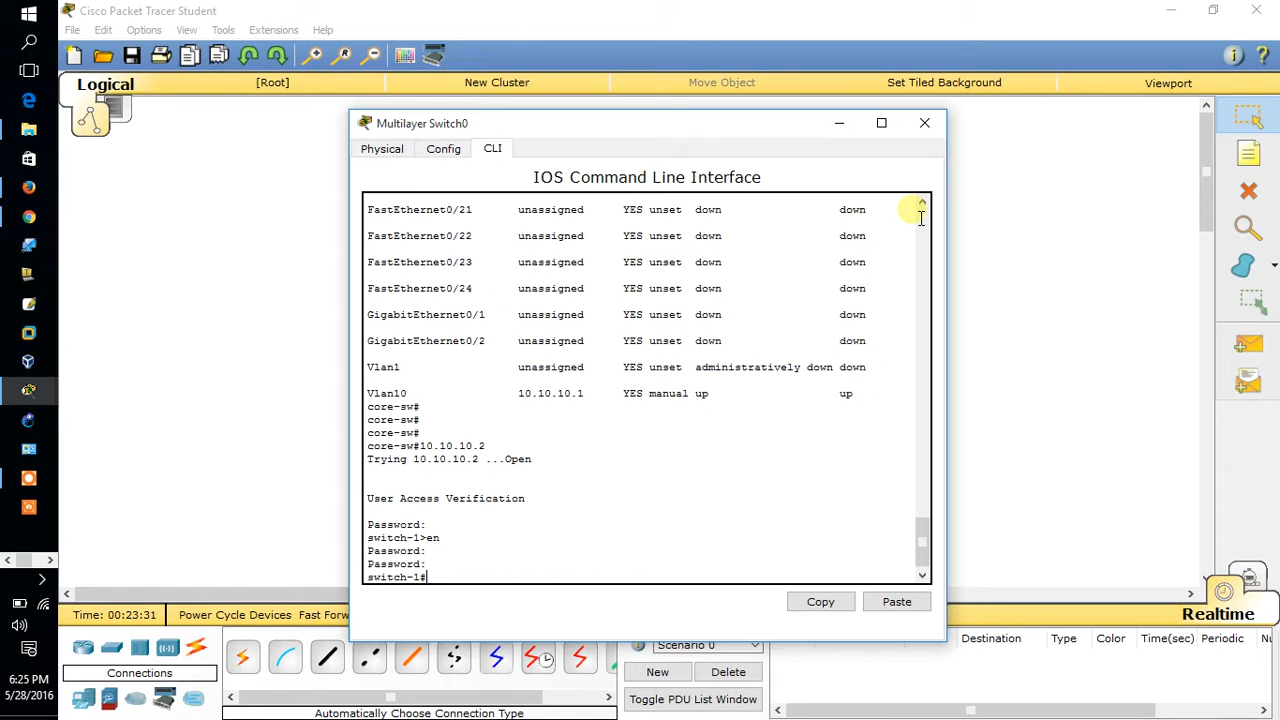 Cisco Packet Tracer Student
File Edit Options View Tools Extensions Help
Logical [Root] New Cluster Move Object Set Tiled Background Viewport
Multilayer Switch0
Physical Config CLI
IOS Command Line Interface
FastEthernet0/21 unassigned YES unset down down
FastEthernet0/22 unassigned YES unset down down
FastEthernet0/23 unassigned YES unset down down
FastEthernet0/24 unassigned YES unset down down
GigabitEthernet0/1 unassigned YES unset down down
GigabitEthernet0/2 unassigned YES unset down down
Vlan1 unassigned YES unset administratively down down
Vlan10 10.10.10.1 YES manual up up
core-sw#
core-sw#
core-sw#
core-sw#10.10.10.2
Trying 10.10.10.2 ...Open
User Access Verification
Password:
switch-1>en
Password:
Password:
switch-1#
Copy Paste
Time: 00:23:31 Power Cycle Devices Fast Forw
Realtime
Scenario 0
Destination Type Color Time(sec) Periodic
New Delete
Connections
Toggle PDU List Window
Automatically Choose Connection Type
6:25 PM
5/28/2016